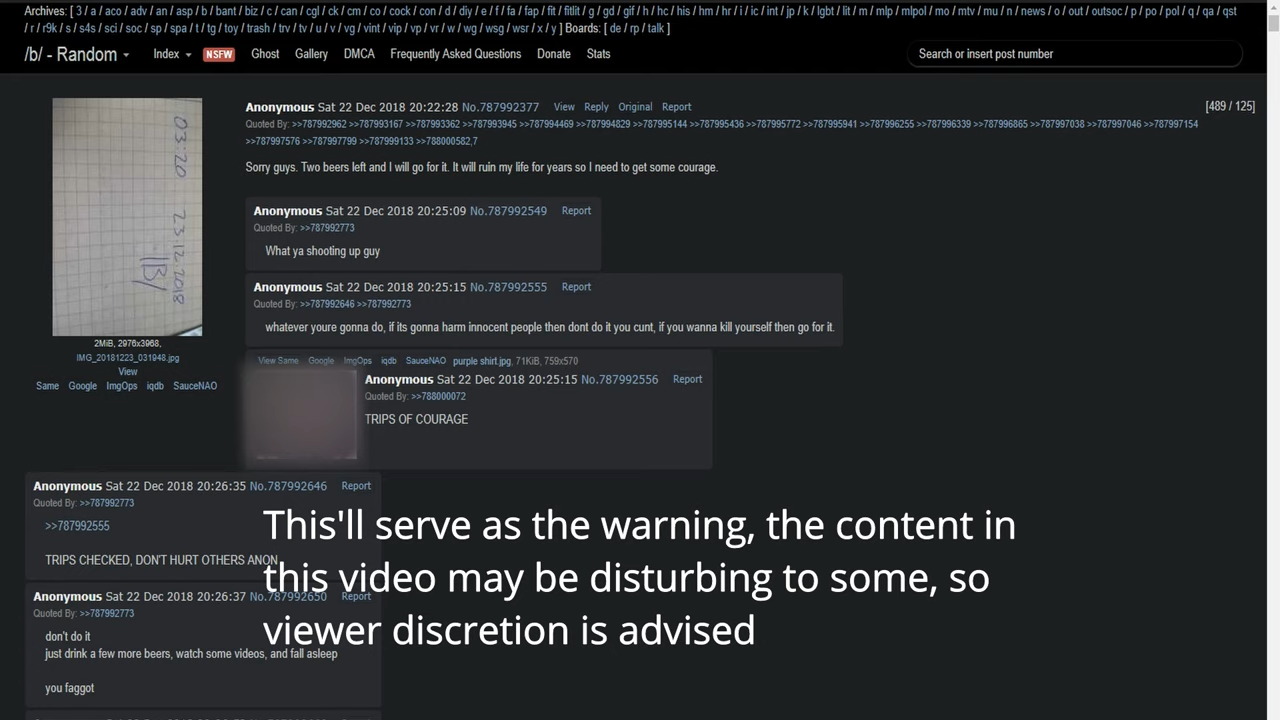 Archives: [ 3 / a / aco / adv / an / asp / b / bant / biz / c / can / cgl / ck / cm / co / cock / con / d / diy / e / f / fa / fap / fit / fitlit / g / gd / gif / h / hc / his / hm / hr / i / ic / int / jp / k / lgbt / lit / m / mlp / mlpol / mo / mtv / mu / n / news / o / out / outsoc / p / po / pol / q / qa / qst
/ r / r9k / s / s4s / sci / soc / sp / spa / t / tg / toy / trash / trv / tv / u / v / vg / vint / vip / vp / vr / w / wg / wsg / wsr / x / y ] Boards: [ de / rp / talk ]
/b/ - Random Index NSFW Ghost Gallery DMCA Frequently Asked Questions Donate Stats Search or insert post number
03:20 23.12.2018
/B/
2MiB, 2976x3968,
IMG_20181223_031948.jpg
View
Same Google ImgOps iqdb SauceNAO
Anonymous Sat 22 Dec 2018 20:22:28 No.787992377 View Reply Original Report [489 / 125]
Quoted By: >>787992962 >>787993167 >>787993362 >>787993945 >>787994469 >>787994829 >>787995144 >>787995436 >>787995772 >>787995941 >>787996255 >>787996339 >>787996865 >>787997038 >>787997046 >>787997154
>>787997576 >>787997799 >>787999133 >>788000582,7
Sorry guys. Two beers left and I will go for it. It will ruin my life for years so I need to get some courage.
Anonymous Sat 22 Dec 2018 20:25:09 No.787992549 Report
Quoted By: >>787992773
What ya shooting up guy
Anonymous Sat 22 Dec 2018 20:25:15 No.787992555 Report
Quoted By: >>787992646 >>787992773
whatever youre gonna do, if its gonna harm innocent people then dont do it you cunt, if you wanna kill yourself then go for it.
View Same Google ImgOps iqdb SauceNAO purple shirt.jpg, 71KiB, 759x570
Anonymous Sat 22 Dec 2018 20:25:15 No.787992556 Report
Quoted By: >>788000072
TRIPS OF COURAGE
Anonymous Sat 22 Dec 2018 20:26:35 No.787992646 Report
Quoted By: >>787992773
>>787992555
TRIPS CHECKED, DON'T HURT OTHERS ANON
Anonymous Sat 22 Dec 2018 20:26:37 No.787992650 Report
Quoted By: >>787992773
don't do it
just drink a few more beers, watch some videos, and fall asleep
you faggot
This'll serve as the warning, the content in
this video may be disturbing to some, so
viewer discretion is advised